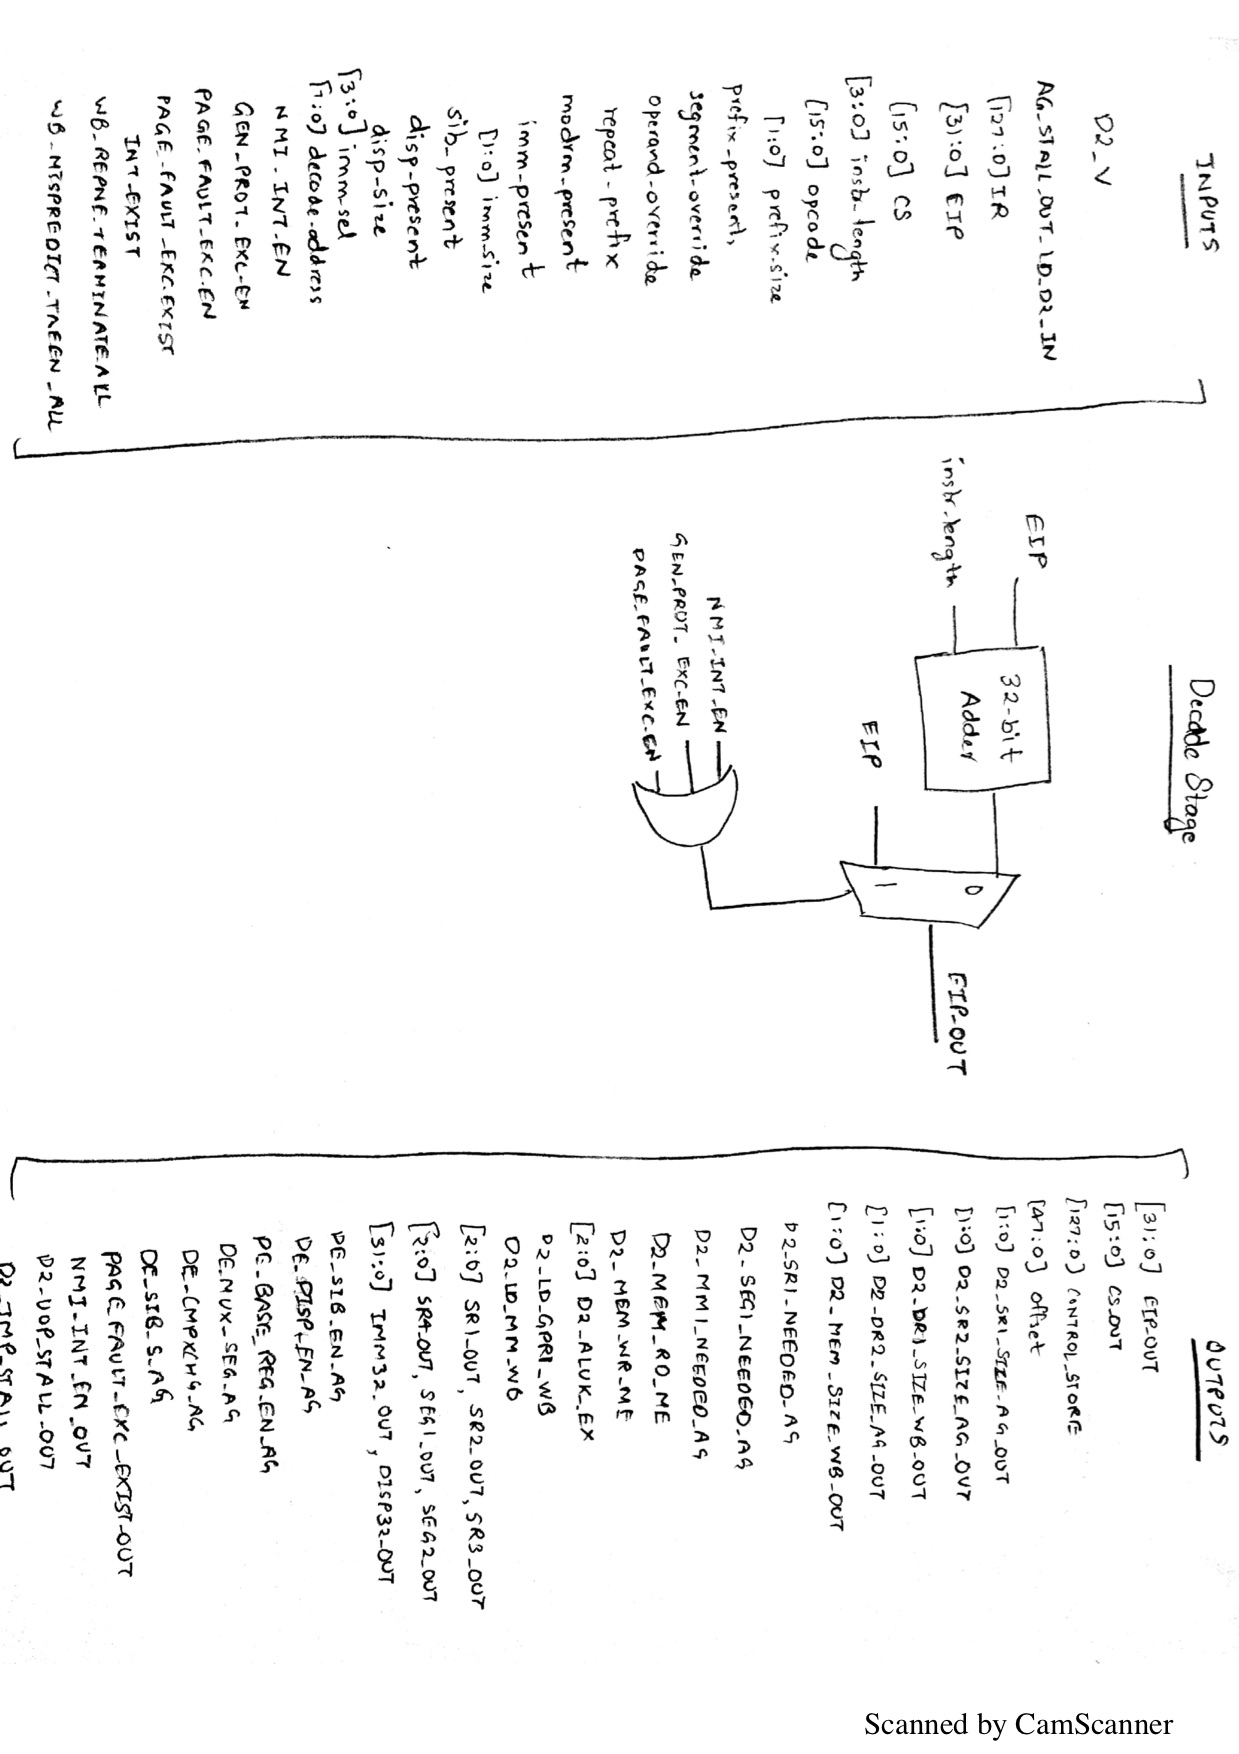 Decode Stage
INPUTS
D2_V
AG_STALL_OUT_LD_D2_IN
[127:0] IR
[31:0] EIP
[15:0] CS
[3:0] instr_length
[15:0] opcode
[1:0] prefix_size
prefix_present,
segment_override
operand_override
repeat_prefix
modrm_present
imm_present
[1:0] imm_size
sib_present
disp_present
disp_size
[3:0] imm_sel
[7:0] decode_address
NMI_INT_EN
GEN_PROT_EXC_EN
PAGE_FAULT_EXC_EN
PAGE_FAULT_EXC_EXIST
INT_EXIST
WB_REPNE_TERMINATE_ALL
WB_MISPREDICT_TAKEN_ALL
EIP
instr_length
32-bit
Adder
EIP
0
1
EIP_OUT
NMI_INT_EN
GEN_PROT_EXC_EN
PAGE_FAULT_EXC_EN
OUTPUTS
[31:0] EIP_OUT
[15:0] CS_OUT
[127:0] CONTROL_STORE
[47:0] offset
[1:0] D2_SR1_SIZE_AG_OUT
[1:0] D2_SR2_SIZE_AG_OUT
[1:0] D2_DR1_SIZE_WB_OUT
[1:0] D2_DR2_SIZE_AG_OUT
[1:0] D2_MEM_SIZE_WB_OUT
D2_SR1_NEEDED_AG
D2_SEG1_NEEDED_AG
D2_MM1_NEEDED_AG
D2_MEM_RD_ME
D2_MEM_WR_ME
[2:0] D2_ALUK_EX
D2_LD_GPR1_WB
D2_LD_MM_WB
[2:0] SR1_OUT, SR2_OUT, SR3_OUT
[2:0] SR4_OUT, SEG1_OUT, SEG2_OUT
[31:0] IMM32_OUT, DISP32_OUT
DE_SIB_EN_AG
DE_DISP_EN_AG
DE_BASE_REG_EN_AG
DE_MUX_SEG_AG
DE_CMPXCHG_AG
DE_SIB_S_AG
PAGE_FAULT_EXC_EXIST_OUT
NMI_INT_EN_OUT
D2_UOP_STALL_OUT
D2_JMP_STALL_OUT
Scanned by CamScanner